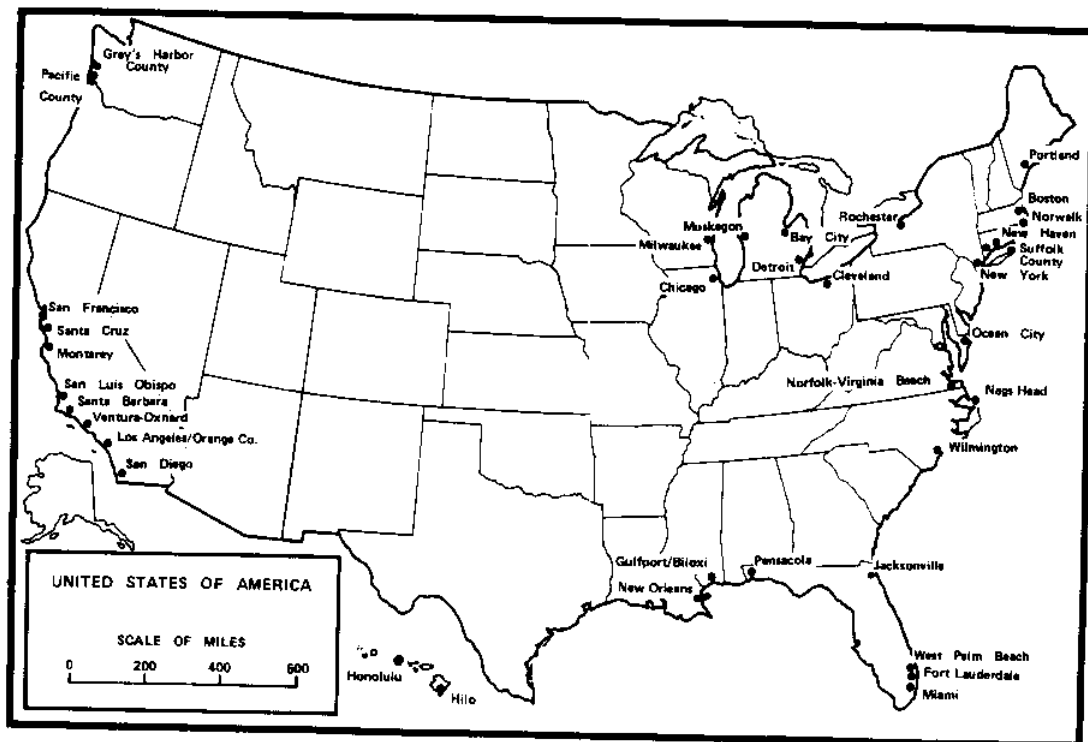 Grey's Harbor
County
Pacific
County
Portland
Boston
Norwalk
New Haven
Suffolk
County
New York
Rochester
Muskegon
Bay City
Milwaukee
Detroit
Chicago
Cleveland
San Francisco
Santa Cruz
Monterey
San Luis Obispo
Santa Barbara
Ventura-Oxnard
Los Angeles/Orange Co.
San Diego
Ocean City
Norfolk-Virginia Beach
Nags Head
Wilmington
Gulfport/Biloxi
Pensacola
Jacksonville
New Orleans
West Palm Beach
Fort Lauderdale
Miami
Honolulu
Hilo
UNITED STATES OF AMERICA
SCALE OF MILES
0 200 400 600